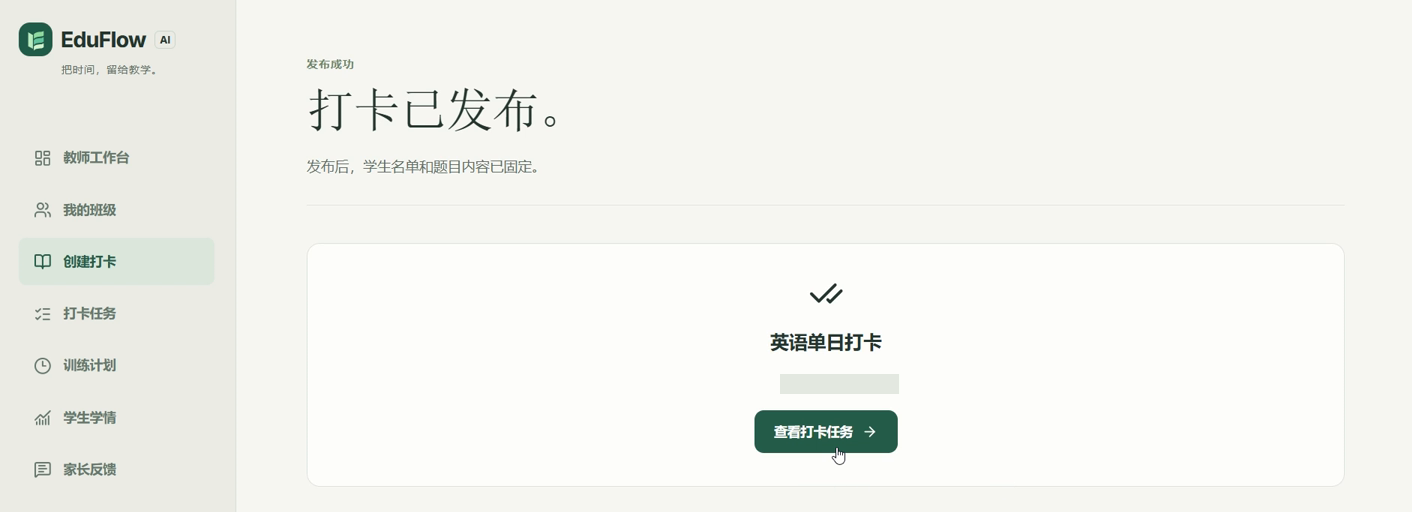 EduFlow AI
把时间，留给教学。
教师工作台
我的班级
创建打卡
打卡任务
训练计划
学生学情
家长反馈
发布成功
打卡已发布。
发布后，学生名单和题目内容已固定。
英语单日打卡
查看打卡任务